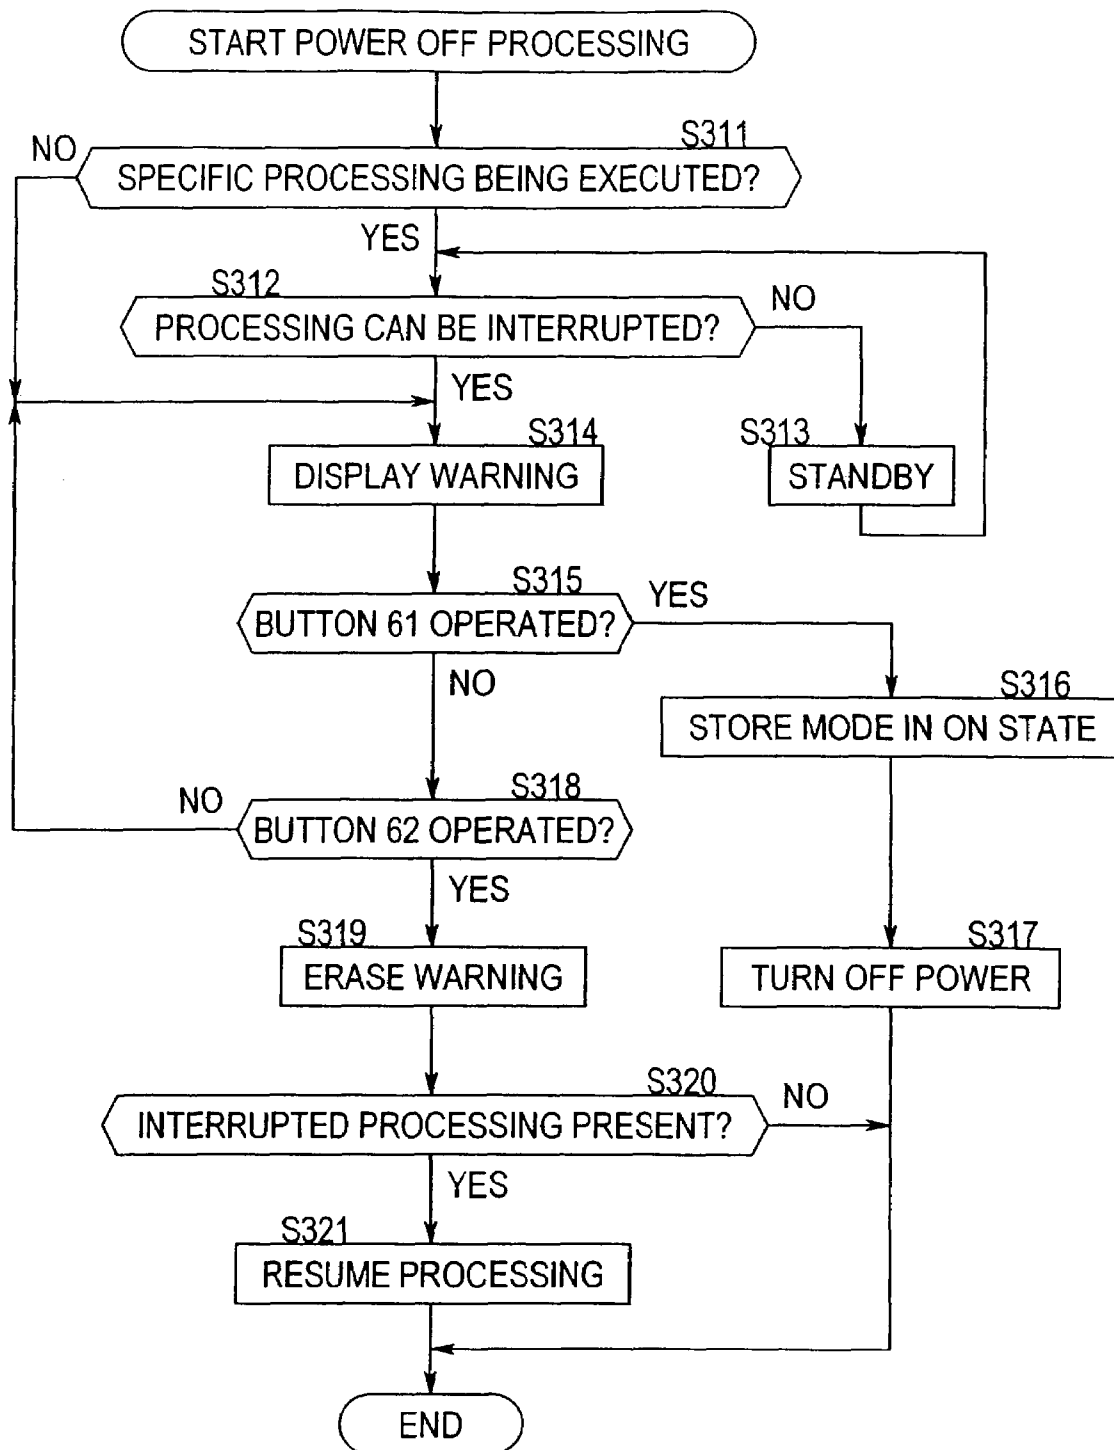 START POWER OFF PROCESSING
S311
NO
SPECIFIC PROCESSING BEING EXECUTED?
YES
S312
NO
PROCESSING CAN BE INTERRUPTED?
YES
S314
S313
DISPLAY WARNING
STANDBY
S315
YES
BUTTON 61 OPERATED?
NO
S316
STORE MODE IN ON STATE
S318
NO
BUTTON 62 OPERATED?
YES
S319
S317
ERASE WARNING
TURN OFF POWER
S320
NO
INTERRUPTED PROCESSING PRESENT?
YES
S321
RESUME PROCESSING
END